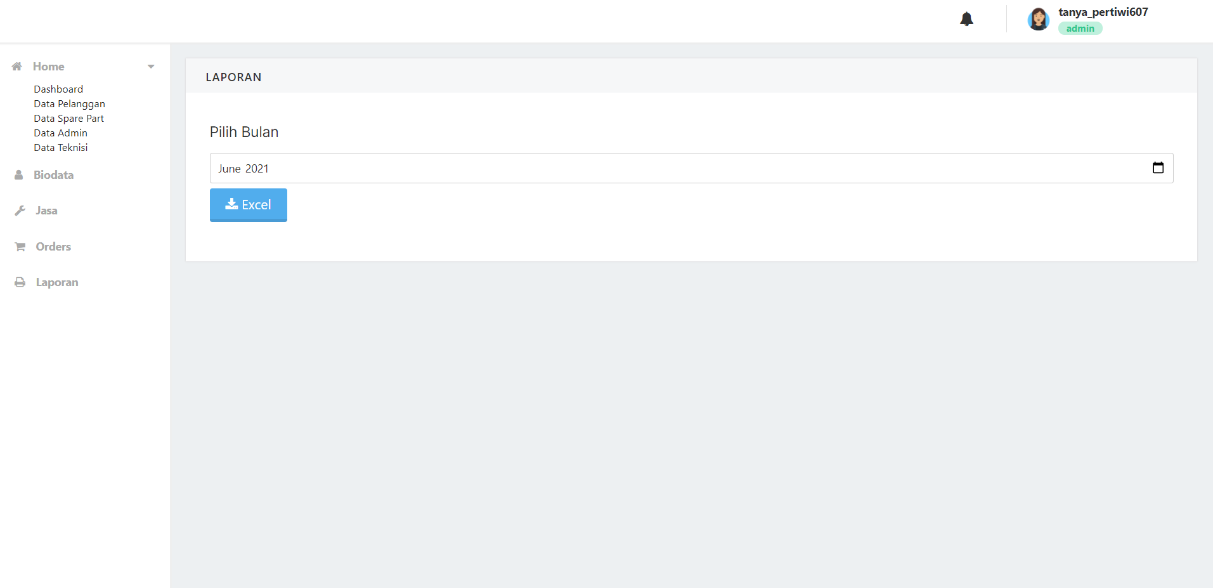 tanya_pertiwi607
admin
Home
Dashboard
Data Pelanggan
Data Spare Part
Data Admin
Data Teknisi
Biodata
Jasa
Orders
Laporan
LAPORAN
Pilih Bulan
June 2021
Excel